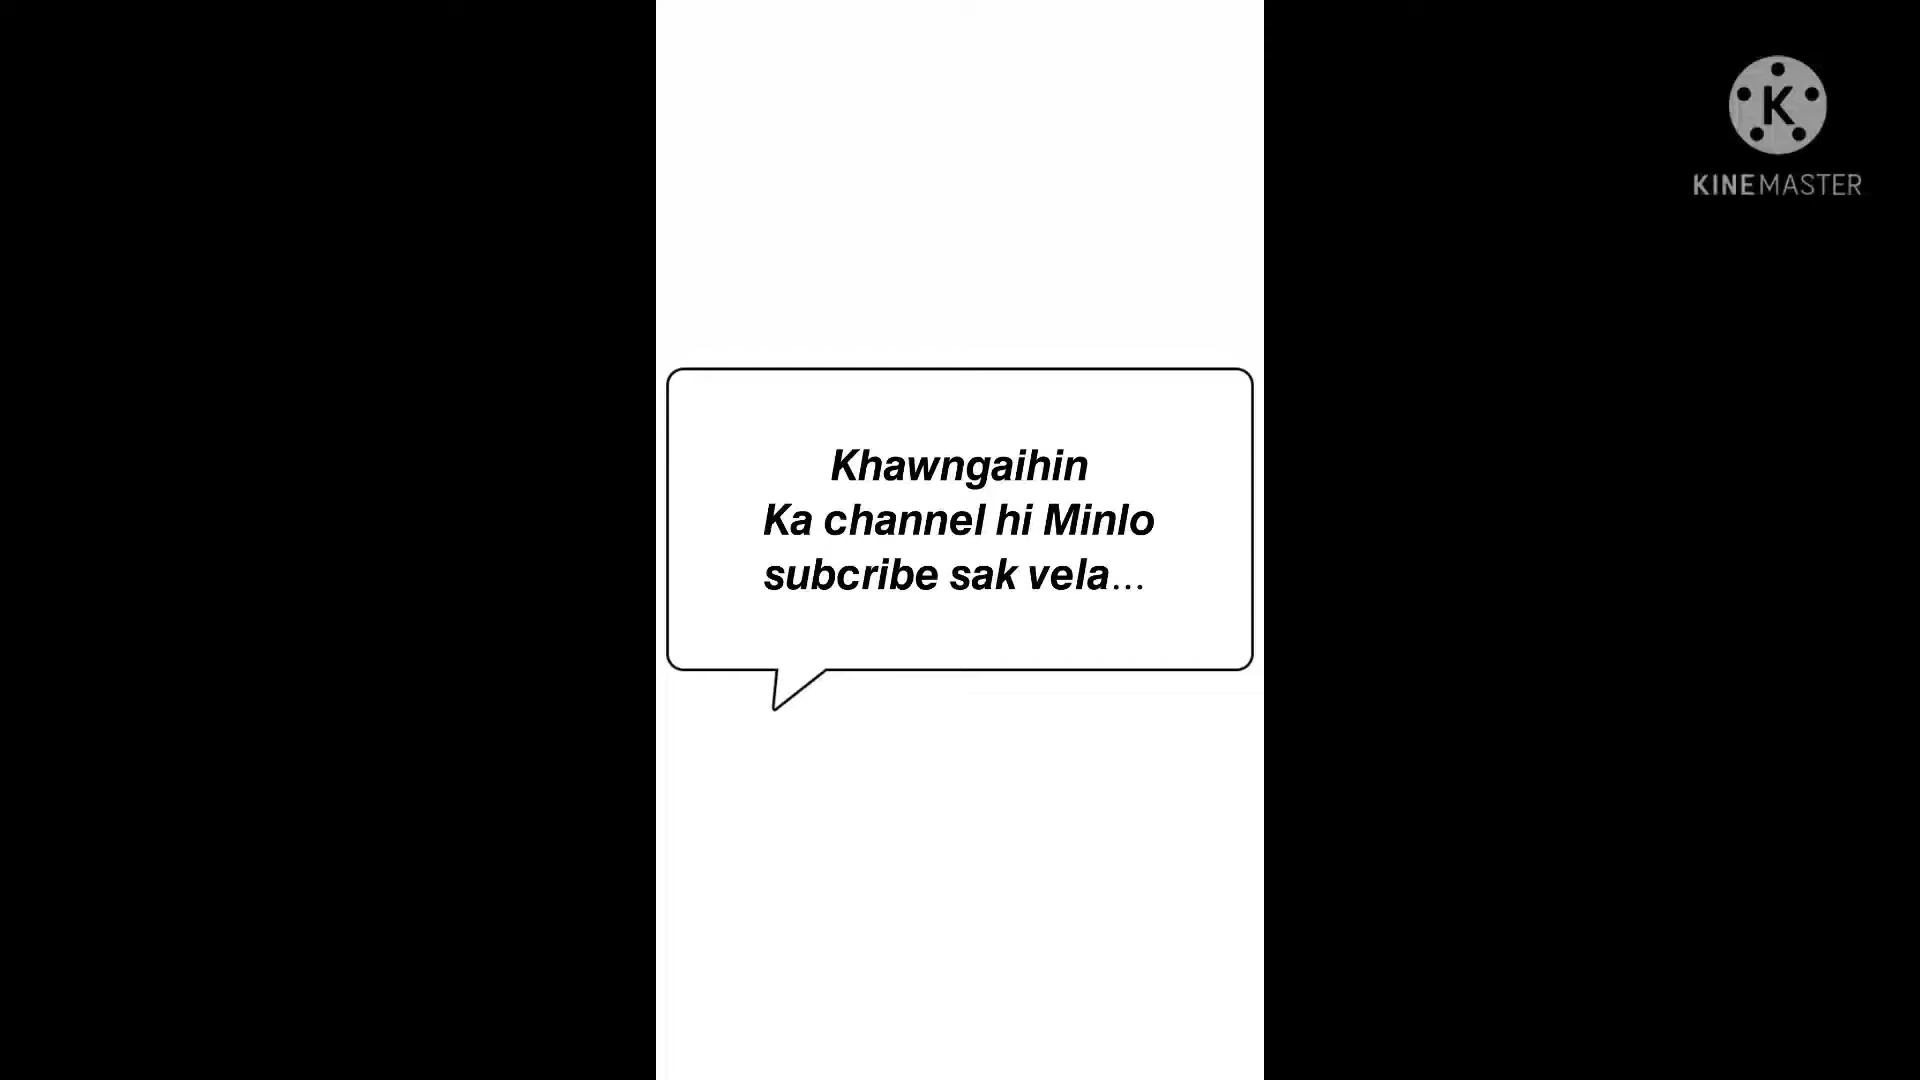 Khawngaihin
Ka channel hi Minlo
subcribe sak vela...
K
KINEMASTER